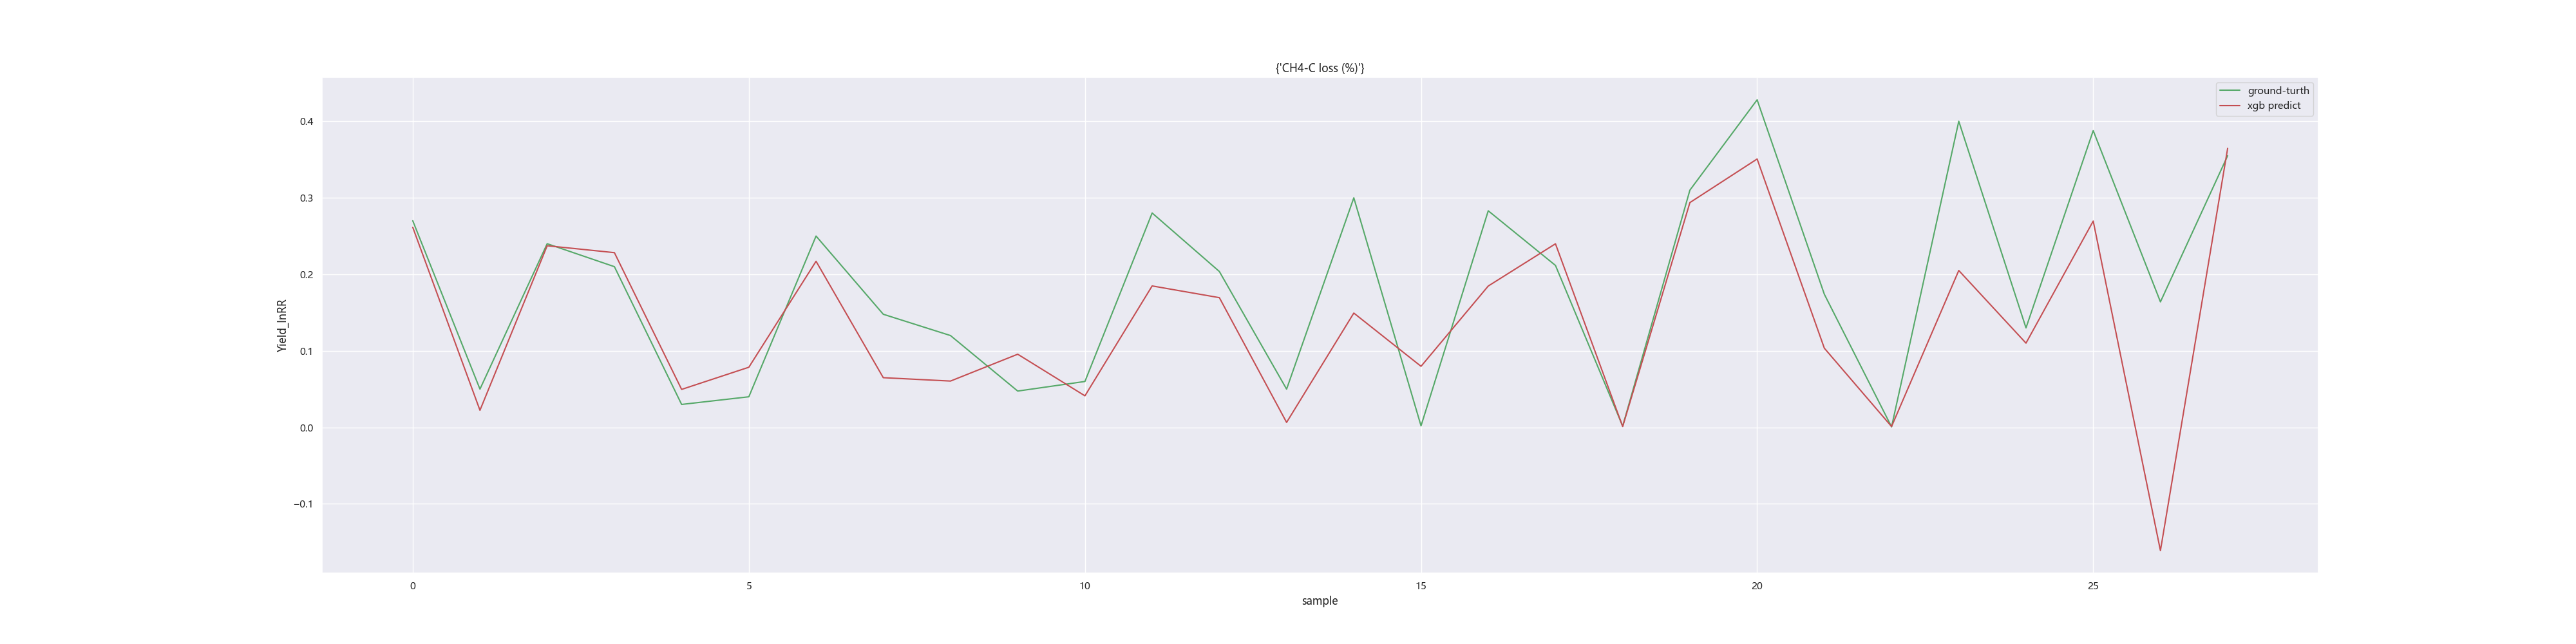 {'CH4-C loss (%)'}
ground-turth
xgb predict
Yield_lnRR
0.4
0.3
0.2
0.1
0.0
−0.1
0 5 10 15 20 25
sample